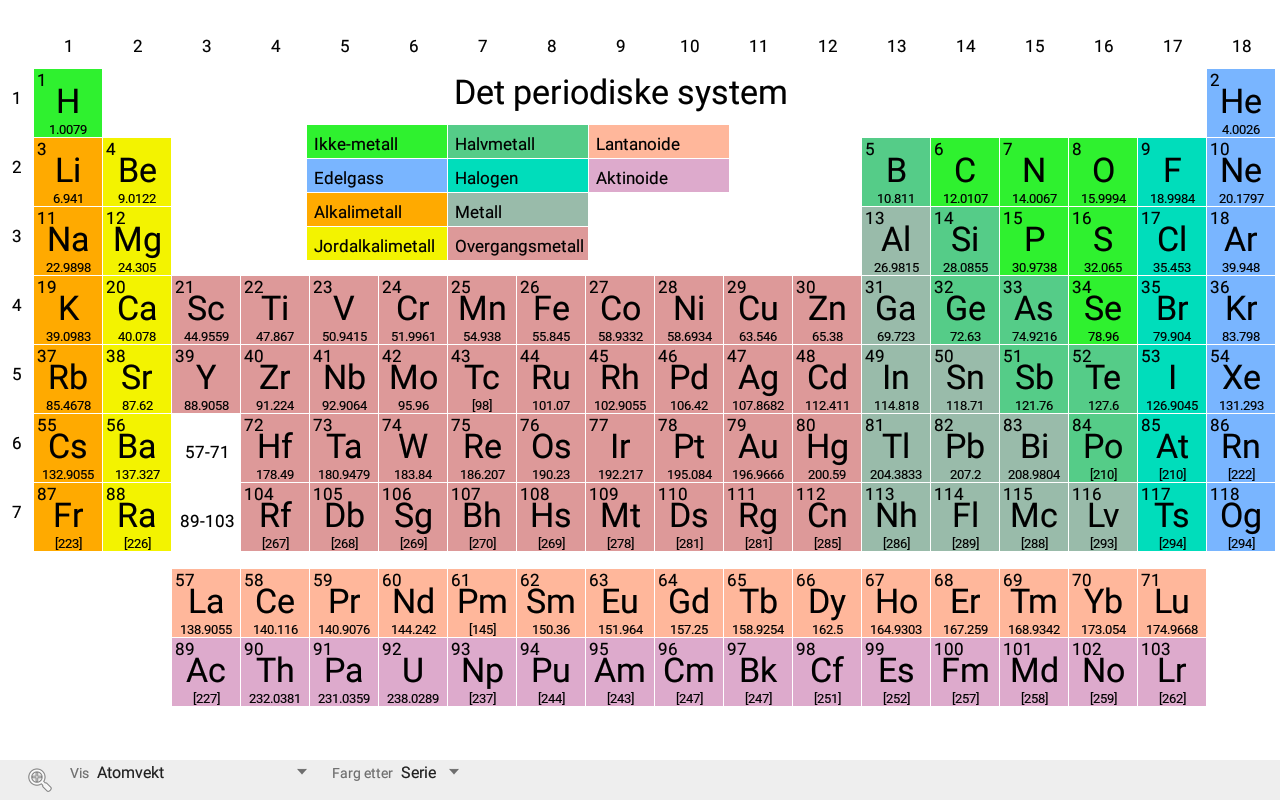 1 2 3 4 5 6 7 8 9 10 11 12 13 14 15 16 17 18
Det periodiske system
Ikke-metall Halvmetall Lantanoide
Edelgass Halogen Aktinoide
Alkalimetall Metall
Jordalkalimetall Overgangsmetall
1
1 2
H He
1.0079 4.0026
2
3 4 5 6 7 8 9 10
Li Be B C N O F Ne
6.941 9.0122 10.811 12.0107 14.0067 15.9994 18.9984 20.1797
3
11 12 13 14 15 16 17 18
Na Mg Al Si P S Cl Ar
22.9898 24.305 26.9815 28.0855 30.9738 32.065 35.453 39.948
4
19 20 21 22 23 24 25 26 27 28 29 30 31 32 33 34 35 36
K Ca Sc Ti V Cr Mn Fe Co Ni Cu Zn Ga Ge As Se Br Kr
39.0983 40.078 44.9559 47.867 50.9415 51.9961 54.938 55.845 58.9332 58.6934 63.546 65.38 69.723 72.63 74.9216 78.96 79.904 83.798
5
37 38 39 40 41 42 43 44 45 46 47 48 49 50 51 52 53 54
Rb Sr Y Zr Nb Mo Tc Ru Rh Pd Ag Cd In Sn Sb Te I Xe
85.4678 87.62 88.9058 91.224 92.9064 95.96 [98] 101.07 102.9055 106.42 107.8682 112.411 114.818 118.71 121.76 127.6 126.9045 131.293
6
55 56 72 73 74 75 76 77 78 79 80 81 82 83 84 85 86
Cs Ba 57-71 Hf Ta W Re Os Ir Pt Au Hg Tl Pb Bi Po At Rn
132.9055 137.327 178.49 180.9479 183.84 186.207 190.23 192.217 195.084 196.9666 200.59 204.3833 207.2 208.9804 [210] [210] [222]
7
87 88 104 105 106 107 108 109 110 111 112 113 114 115 116 117 118
Fr Ra 89-103 Rf Db Sg Bh Hs Mt Ds Rg Cn Nh Fl Mc Lv Ts Og
[223] [226] [267] [268] [269] [270] [269] [278] [281] [281] [285] [286] [289] [288] [293] [294] [294]
57 58 59 60 61 62 63 64 65 66 67 68 69 70 71
La Ce Pr Nd Pm Sm Eu Gd Tb Dy Ho Er Tm Yb Lu
138.9055 140.116 140.9076 144.242 [145] 150.36 151.964 157.25 158.9254 162.5 164.9303 167.259 168.9342 173.054 174.9668
89 90 91 92 93 94 95 96 97 98 99 100 101 102 103
Ac Th Pa U Np Pu Am Cm Bk Cf Es Fm Md No Lr
[227] 232.0381 231.0359 238.0289 [237] [244] [243] [247] [247] [251] [252] [257] [258] [259] [262]
Vis Atomvekt Farg etter Serie